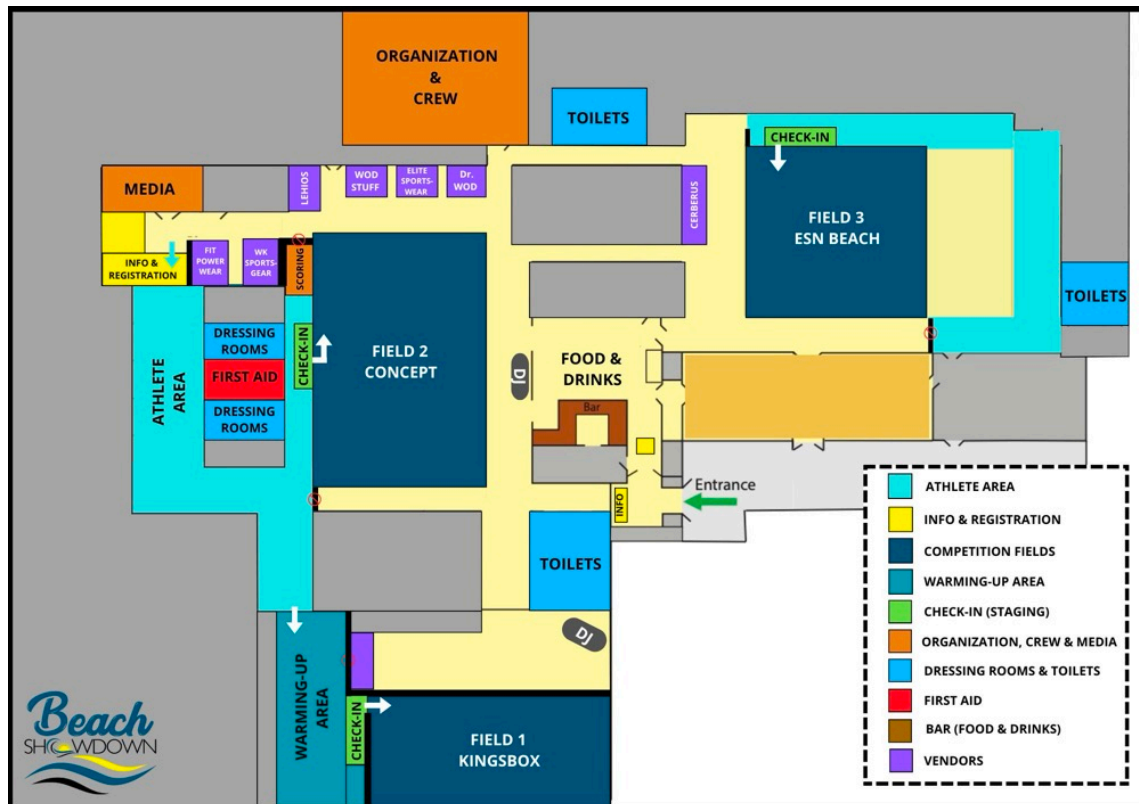 ORGANIZATION
&
CREW
TOILETS
CHECK-IN
MEDIA
LEHIOS
WOD
STUFF
ELITE
SPORTS-
WEAR
Dr.
WOD
CERBERUS
FIELD 3
ESN BEACH
INFO &
REGISTRATION
FIT
POWER
WEAR
WK
SPORTS-
GEAR
SCORING
TOILETS
DRESSING
ROOMS
FIRST AID
DRESSING
ROOMS
CHECK-IN
ATHLETE
AREA
FIELD 2
CONCEPT
DJ
FOOD &
DRINKS
Bar
Entrance
INFO
TOILETS
DJ
WARMING-UP
AREA
CHECK-IN
FIELD 1
KINGSBOX
Beach
SHOWDOWN
ATHLETE AREA
INFO & REGISTRATION
COMPETITION FIELDS
WARMING-UP AREA
CHECK-IN (STAGING)
ORGANIZATION, CREW & MEDIA
DRESSING ROOMS & TOILETS
FIRST AID
BAR (FOOD & DRINKS)
VENDORS